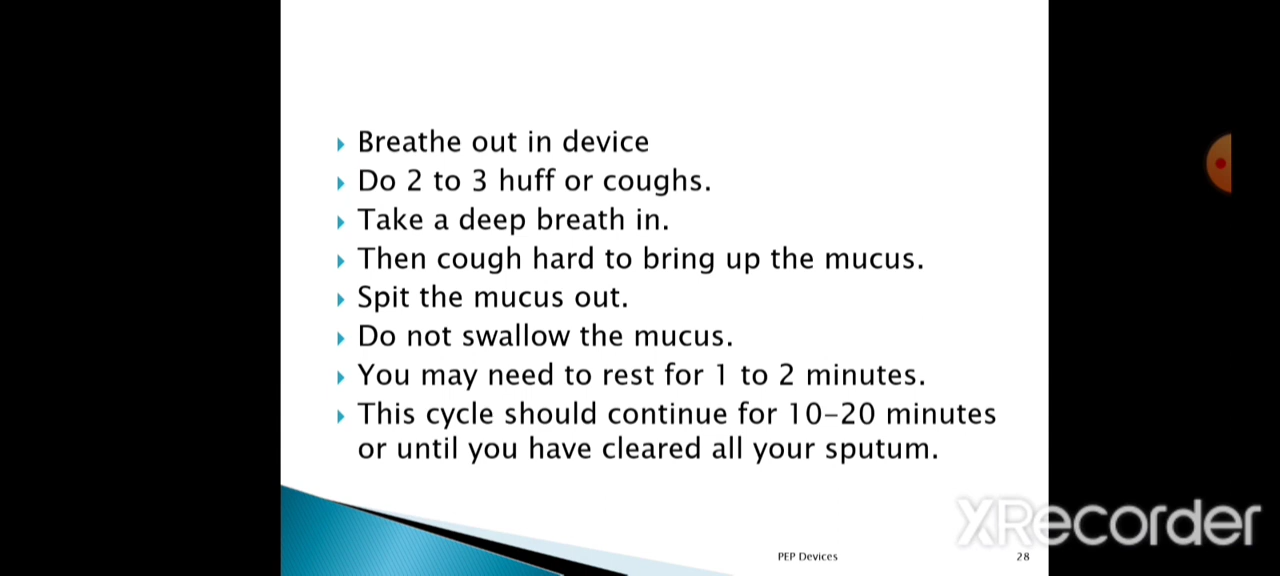 Breathe out in device
Do 2 to 3 huff or coughs.
Take a deep breath in.
Then cough hard to bring up the mucus.
Spit the mucus out.
Do not swallow the mucus.
You may need to rest for 1 to 2 minutes.
This cycle should continue for 10-20 minutes
or until you have cleared all your sputum.
XRecorder
PEP Devices
28